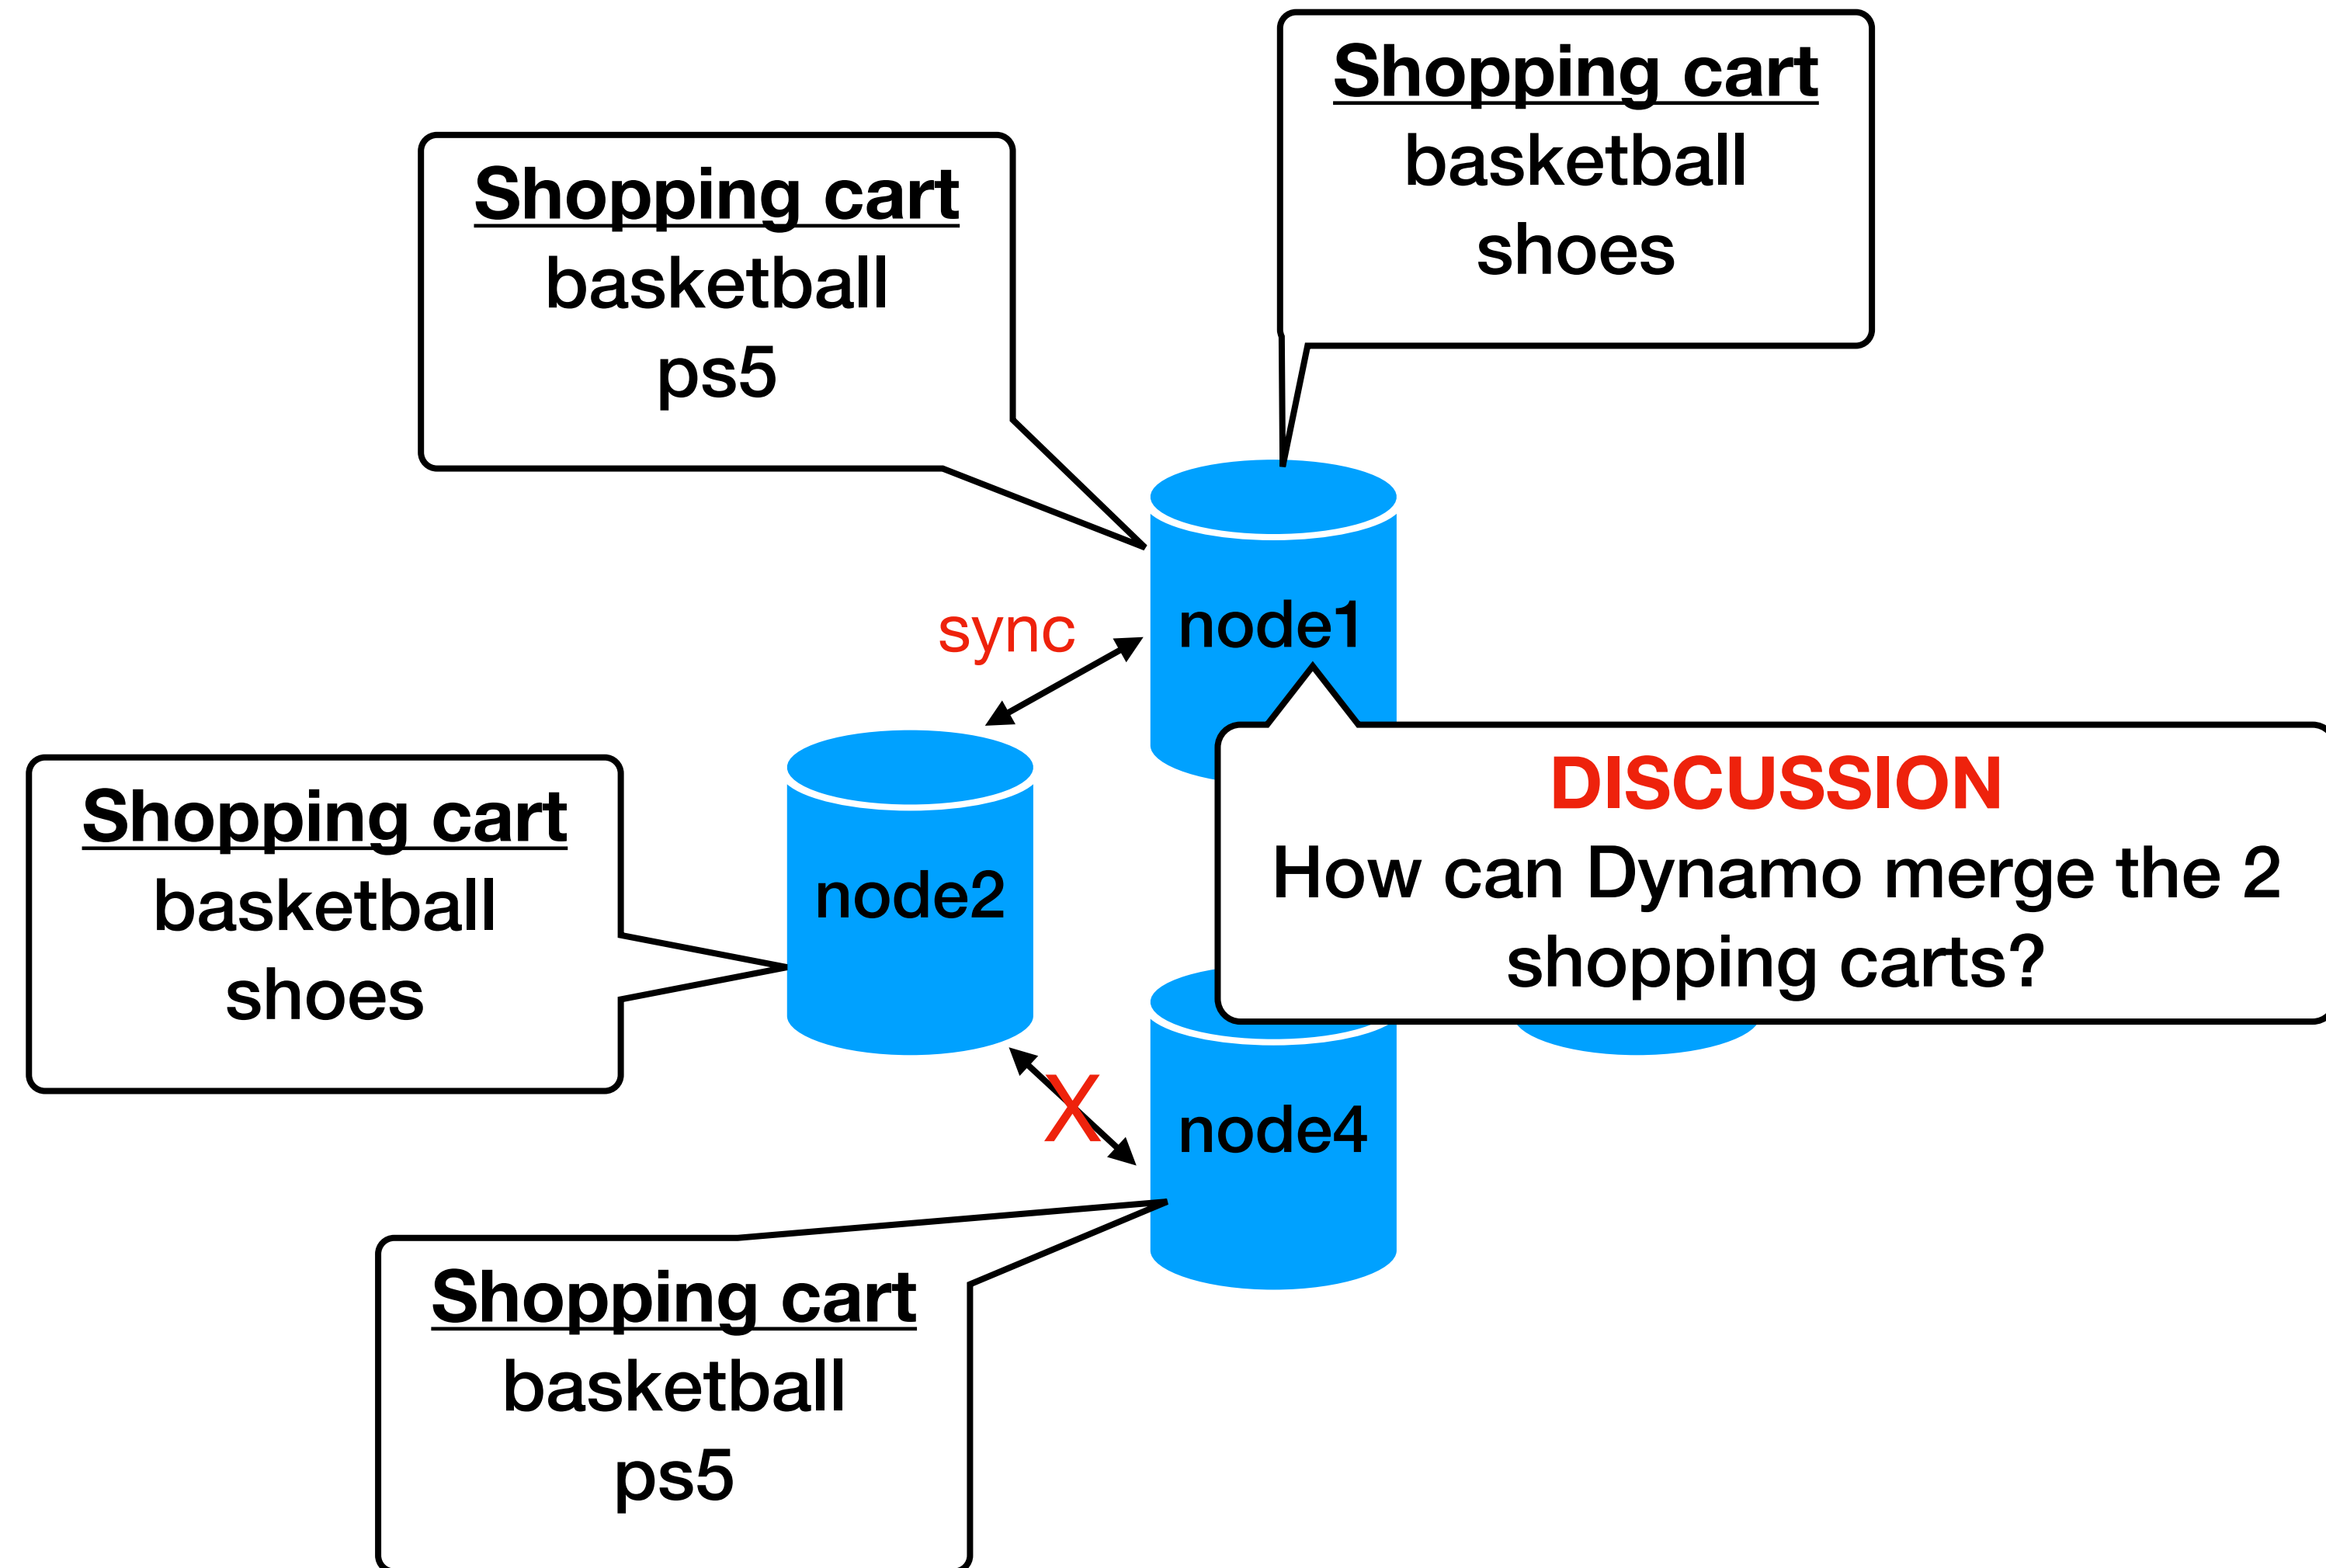 Shopping cart
basketball
shoes
Shopping cart
basketball
ps5
sync
node1
DISCUSSION
How can Dynamo merge the 2
shopping carts?
Shopping cart
basketball
shoes
node2
X
node4
Shopping cart
basketball
ps5